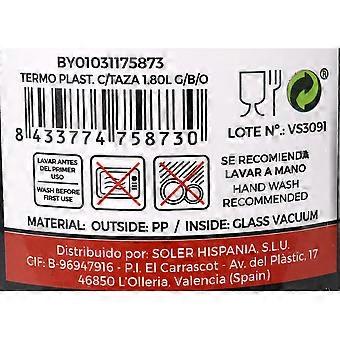 BY01031175873
TERMO PLAST. C/TAZA 1.80L G/B/O
8 433774 758730
LOTE Nº.: VS3091
LAVAR ANTES
DEL PRIMER
USO
WASH BEFORE
FIRST USE
SE RECOMIENDA
LAVAR A MANO
HAND WASH
RECOMMENDED
MATERIAL: OUTSIDE: PP / INSIDE: GLASS VACUUM
Distribuido por: SOLER HISPANIA, S.L.U.
CIF: B-96947916 - P.I. El Carrascot - Av. del Plàstic, 17
46850 L'Olleria, Valencia (Spain)